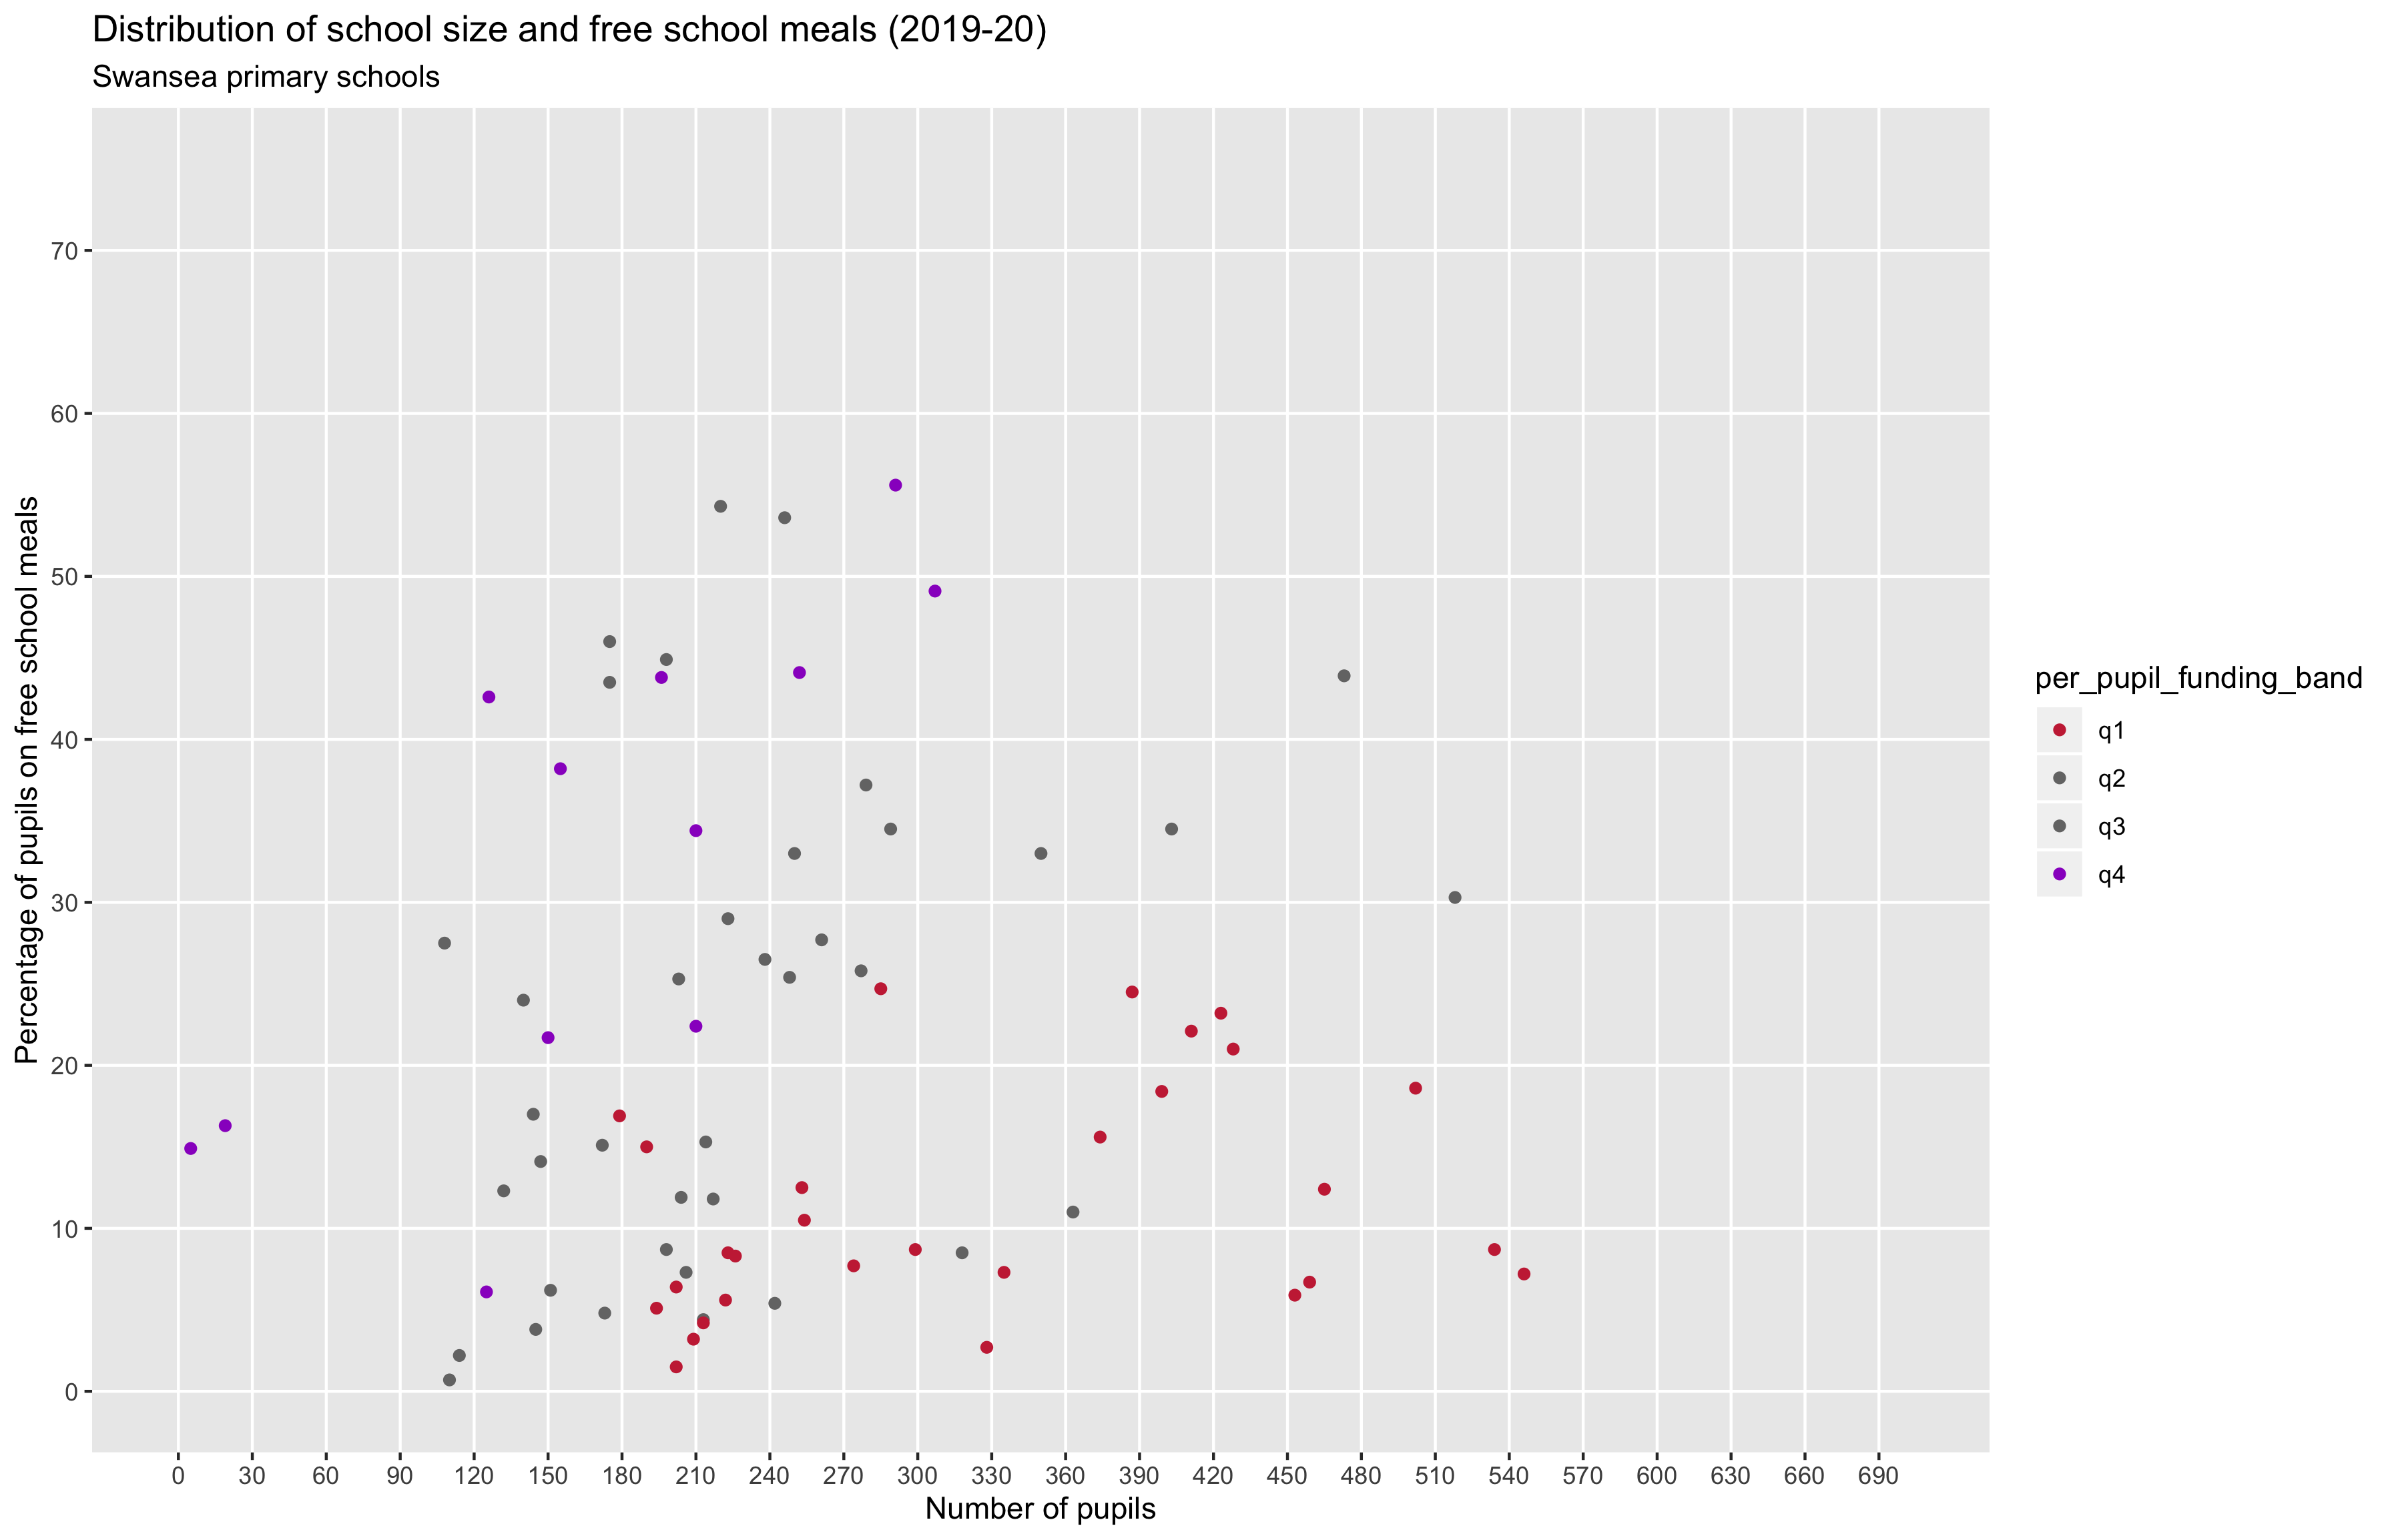 Distribution of school size and free school meals (2019-20)
Swansea primary schools
Percentage of pupils on free school meals
70
60
50
40
30
20
10
0
0 30 60 90 120 150 180 210 240 270 300 330 360 390 420 450 480 510 540 570 600 630 660 690
Number of pupils
per_pupil_funding_band
q1
q2
q3
q4